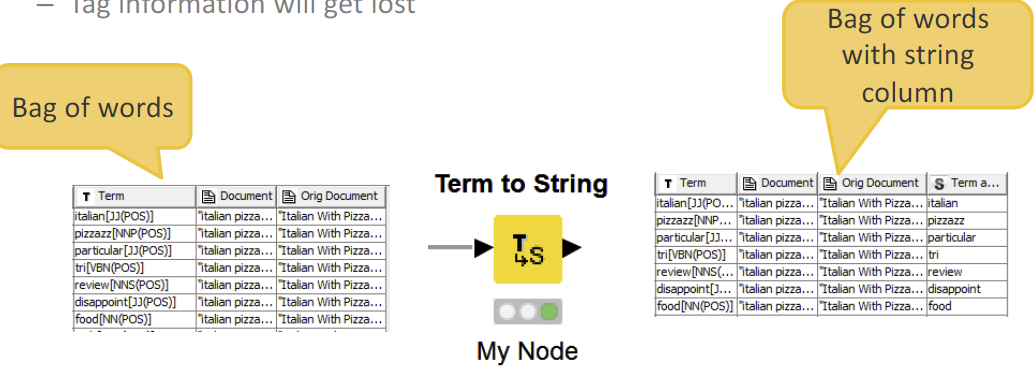 – Tag information will get lost
Bag of words
with string
column
Bag of words
Term to String
T Term Document Orig Document
italian[JJ(POS)] "italian pizza... "Italian With Pizza...
pizzazz[NNP(POS)] "italian pizza... "Italian With Pizza...
particular[JJ(POS)] "italian pizza... "Italian With Pizza...
tri[VBN(POS)] "italian pizza... "Italian With Pizza...
review[NNS(POS)] "italian pizza... "Italian With Pizza...
disappoint[JJ(POS)] "italian pizza... "Italian With Pizza...
food[NN(POS)] "italian pizza... "Italian With Pizza...
T
S
My Node
T Term Document Orig Document S Term a...
italian[JJ(PO... "italian pizza... "Italian With Pizza... italian
pizzazz[NNP... "italian pizza... "Italian With Pizza... pizzazz
particular[JJ... "italian pizza... "Italian With Pizza... particular
tri[VBN(POS)] "italian pizza... "Italian With Pizza... tri
review[NNS(... "italian pizza... "Italian With Pizza... review
disappoint[J... "italian pizza... "Italian With Pizza... disappoint
food[NN(POS)] "italian pizza... "Italian With Pizza... food